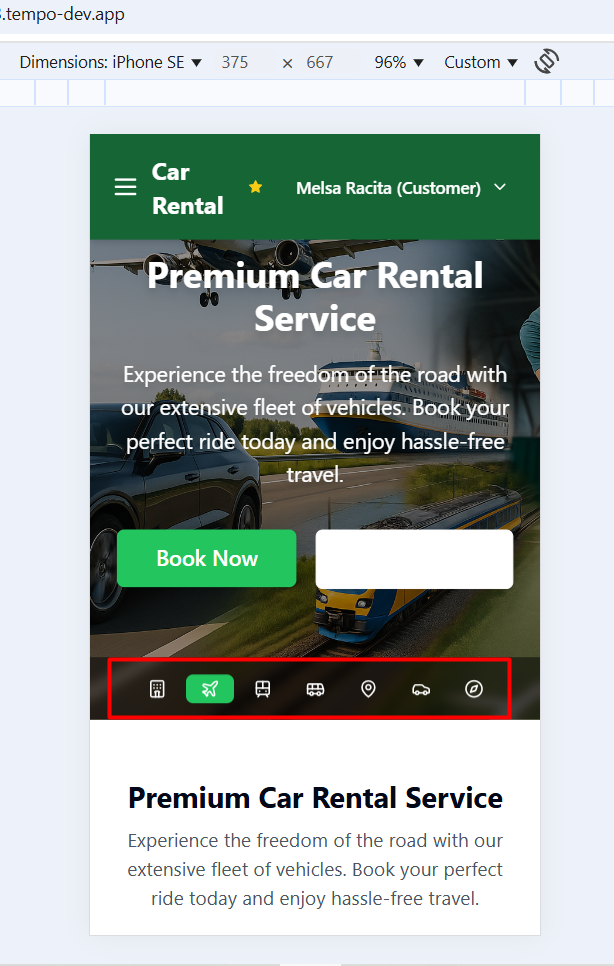 .tempo-dev.app
Dimensions: iPhone SE ▼ 375 × 667 96% ▼ Custom ▼
Car
Rental
Melsa Racita (Customer)
Premium Car Rental
Service
Experience the freedom of the road with
our extensive fleet of vehicles. Book your
perfect ride today and enjoy hassle-free
travel.
Book Now
Premium Car Rental Service
Experience the freedom of the road with our
extensive fleet of vehicles. Book your perfect
ride today and enjoy hassle-free travel.